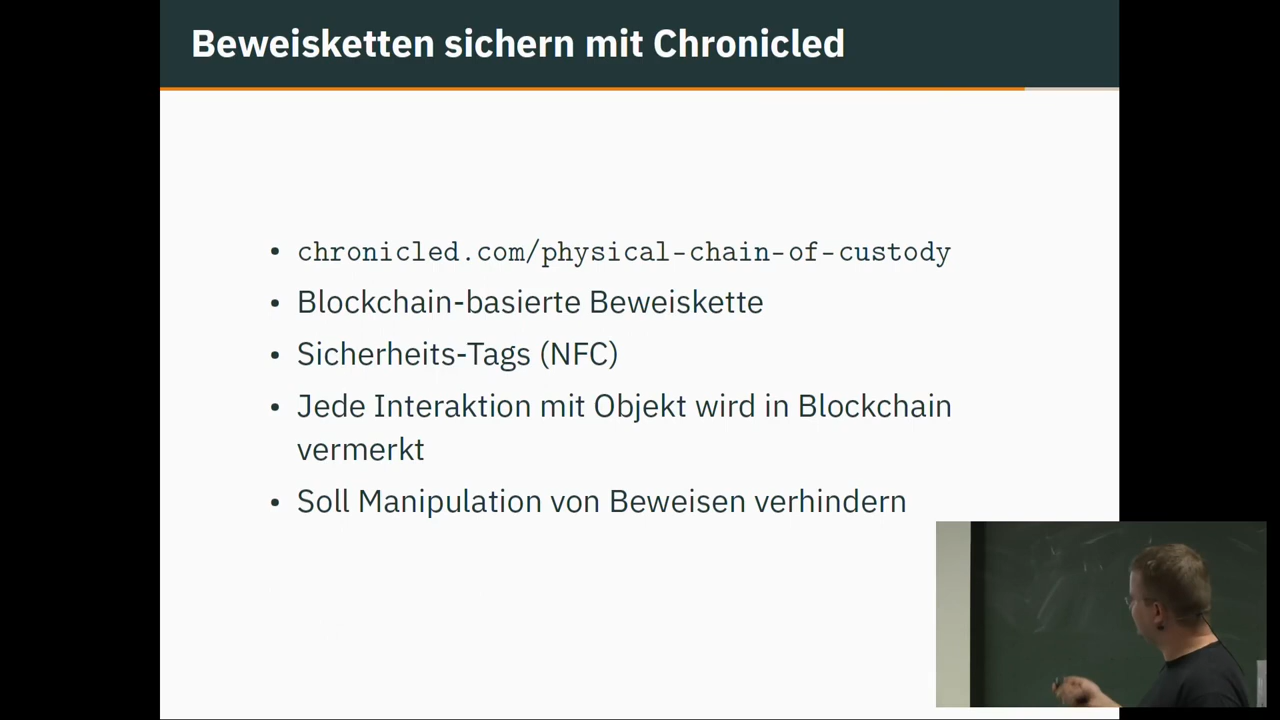 Beweisketten sichern mit Chronicled
• chronicled.com/physical-chain-of-custody
• Blockchain-basierte Beweiskette
• Sicherheits-Tags (NFC)
• Jede Interaktion mit Objekt wird in Blockchain
vermerkt
• Soll Manipulation von Beweisen verhindern